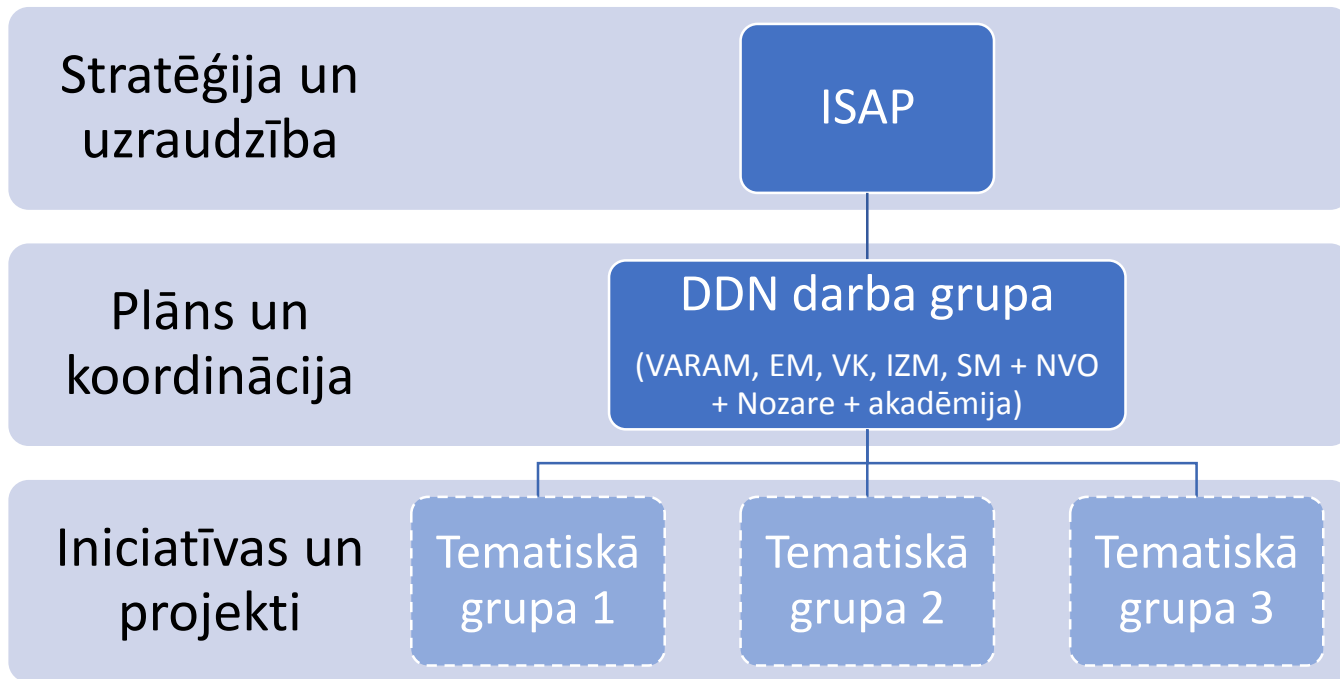 Stratēģija un
uzraudzība
ISAP
Plāns un
koordinācija
DDN darba grupa
(VARAM, EM, VK, IZM, SM + NVO
+ Nozare + akadēmija)
Iniciatīvas un
projekti
Tematiskā
grupa 1
Tematiskā
grupa 2
Tematiskā
grupa 3